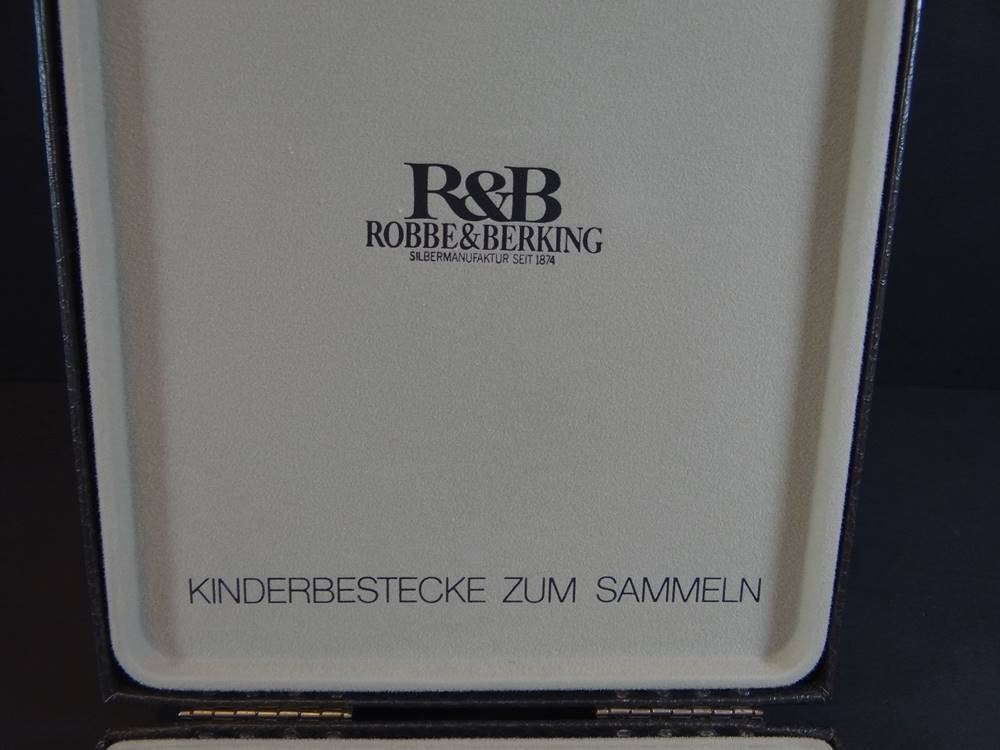 R&B
ROBBE&BERKING
SILBERMANUFAKTUR SEIT 1874
KINDERBESTECKE ZUM SAMMELN